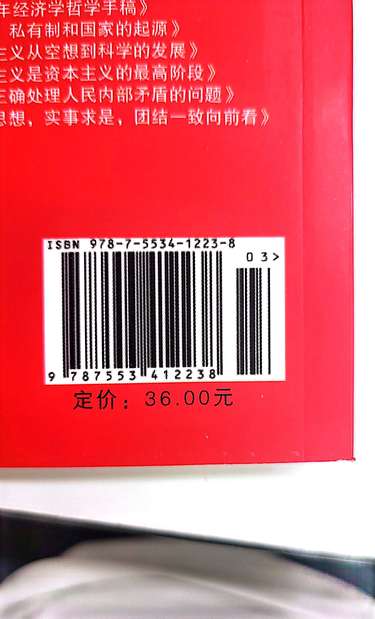 年经济学哲学手稿》
私有制和国家的起源》
主义从空想到科学的发展》
主义是资本主义的最高阶段》
正确处理人民内部矛盾的问题》
思想，实事求是，团结一致向前看》
ISBN 978-7-5534-1223-8
03>
9 787553 412238
定价：36.00元